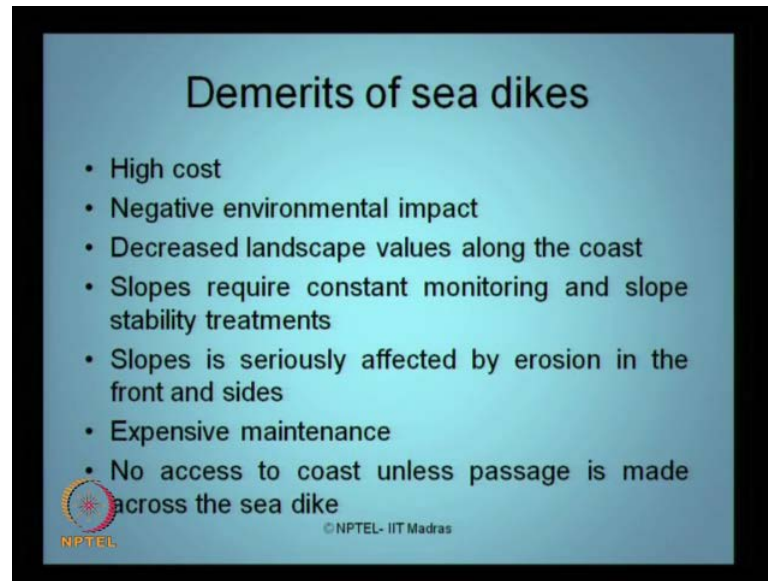 Demerits of sea dikes
• High cost
• Negative environmental impact
• Decreased landscape values along the coast
• Slopes require constant monitoring and slope
stability treatments
• Slopes is seriously affected by erosion in the
front and sides
• Expensive maintenance
• No access to coast unless passage is made
across the sea dike
© NPTEL- IIT Madras
NPTEL